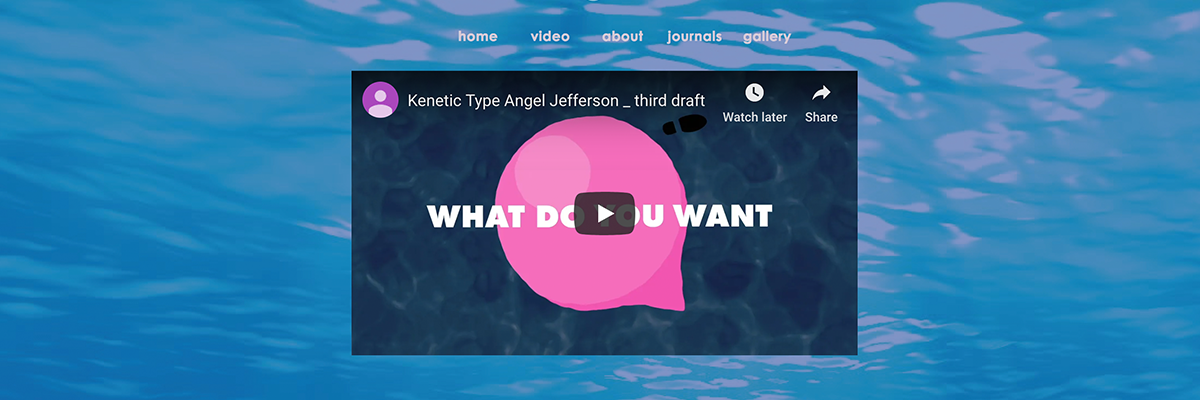 home video about journals gallery
Kenetic Type Angel Jefferson _ third draft
Watch later Share
WHAT DO YOU WANT